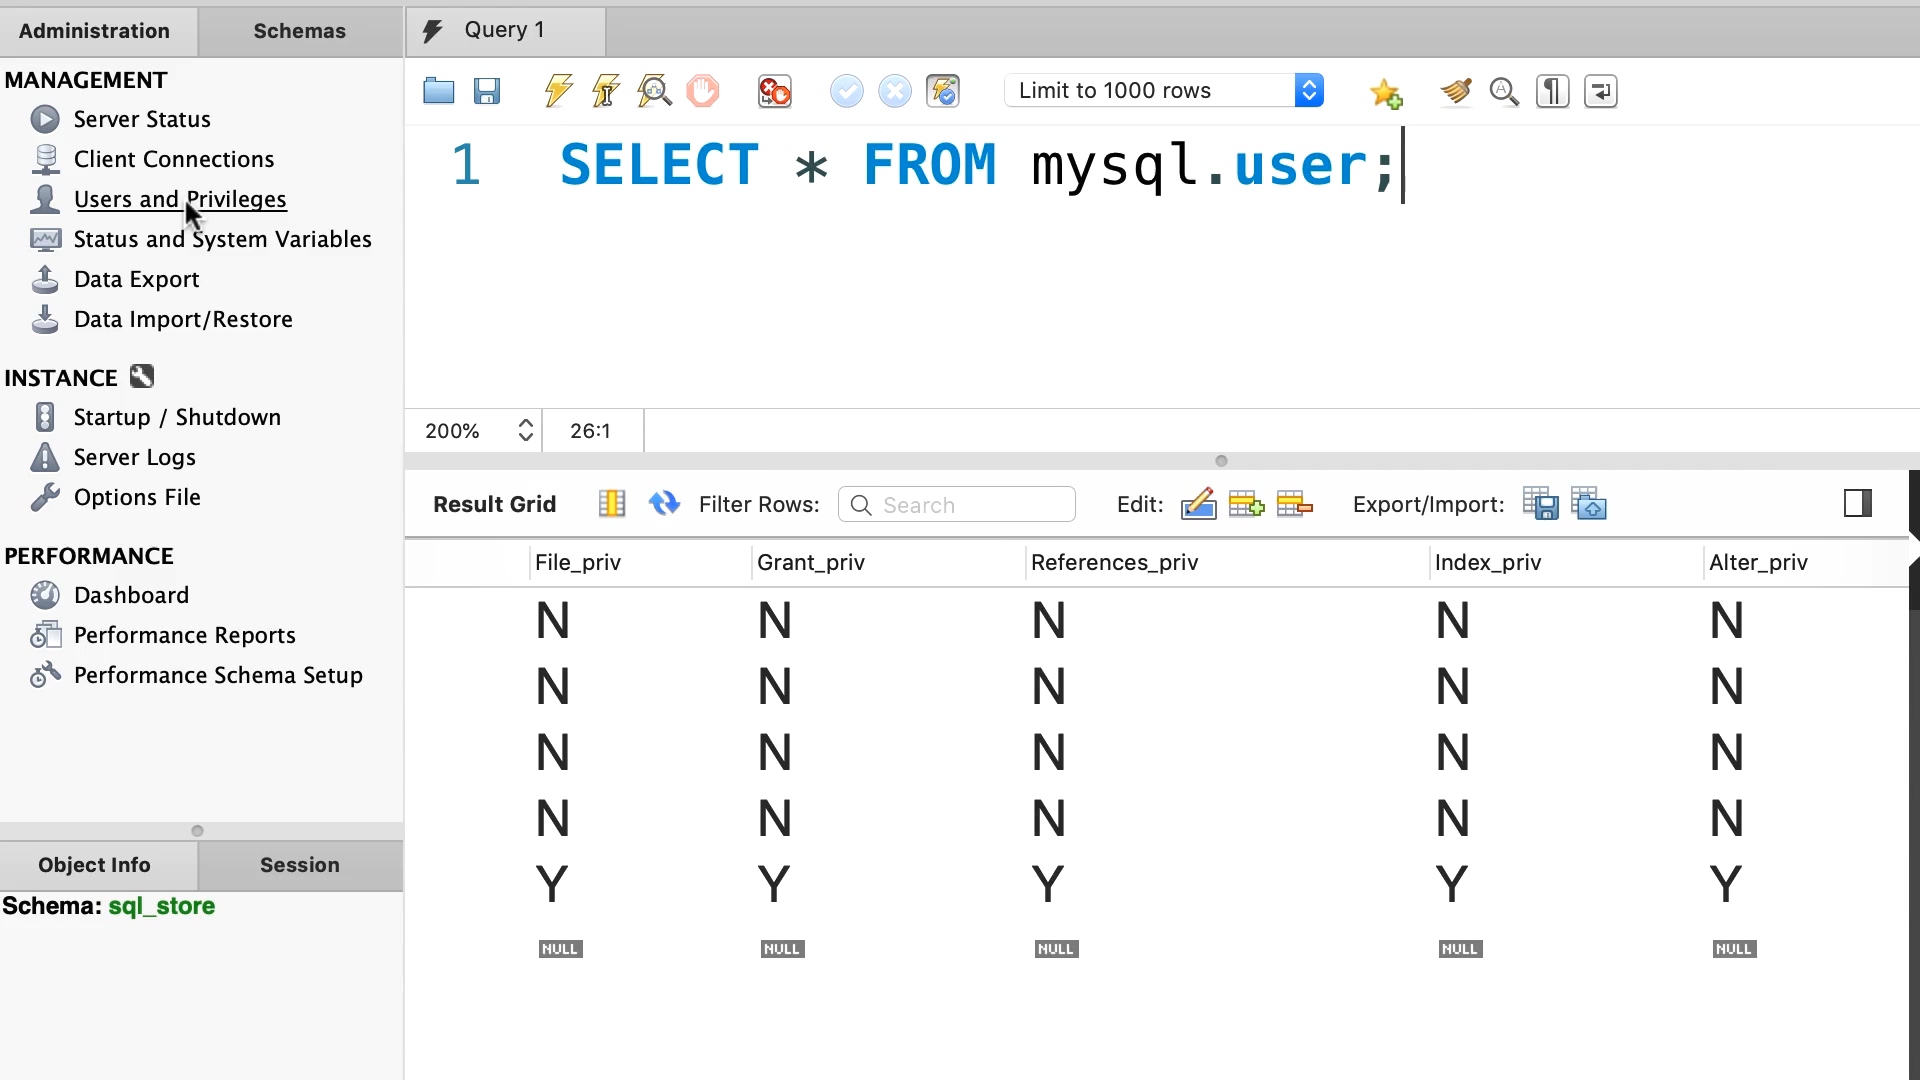 Administration
Schemas
MANAGEMENT
Server Status
Client Connections
Users and Privileges
Status and System Variables
Data Export
Data Import/Restore
INSTANCE
Startup / Shutdown
Server Logs
Options File
PERFORMANCE
Dashboard
Performance Reports
Performance Schema Setup
Object Info
Session
Schema: sql_store
Query 1
Limit to 1000 rows
1 SELECT * FROM mysql.user;
200%
26:1
Result Grid
Filter Rows:
Search
Edit:
Export/Import:
File_priv Grant_priv References_priv Index_priv Alter_priv
N N N N N
N N N N N
N N N N N
N N N N N
Y Y Y Y Y
NULL NULL NULL NULL NULL